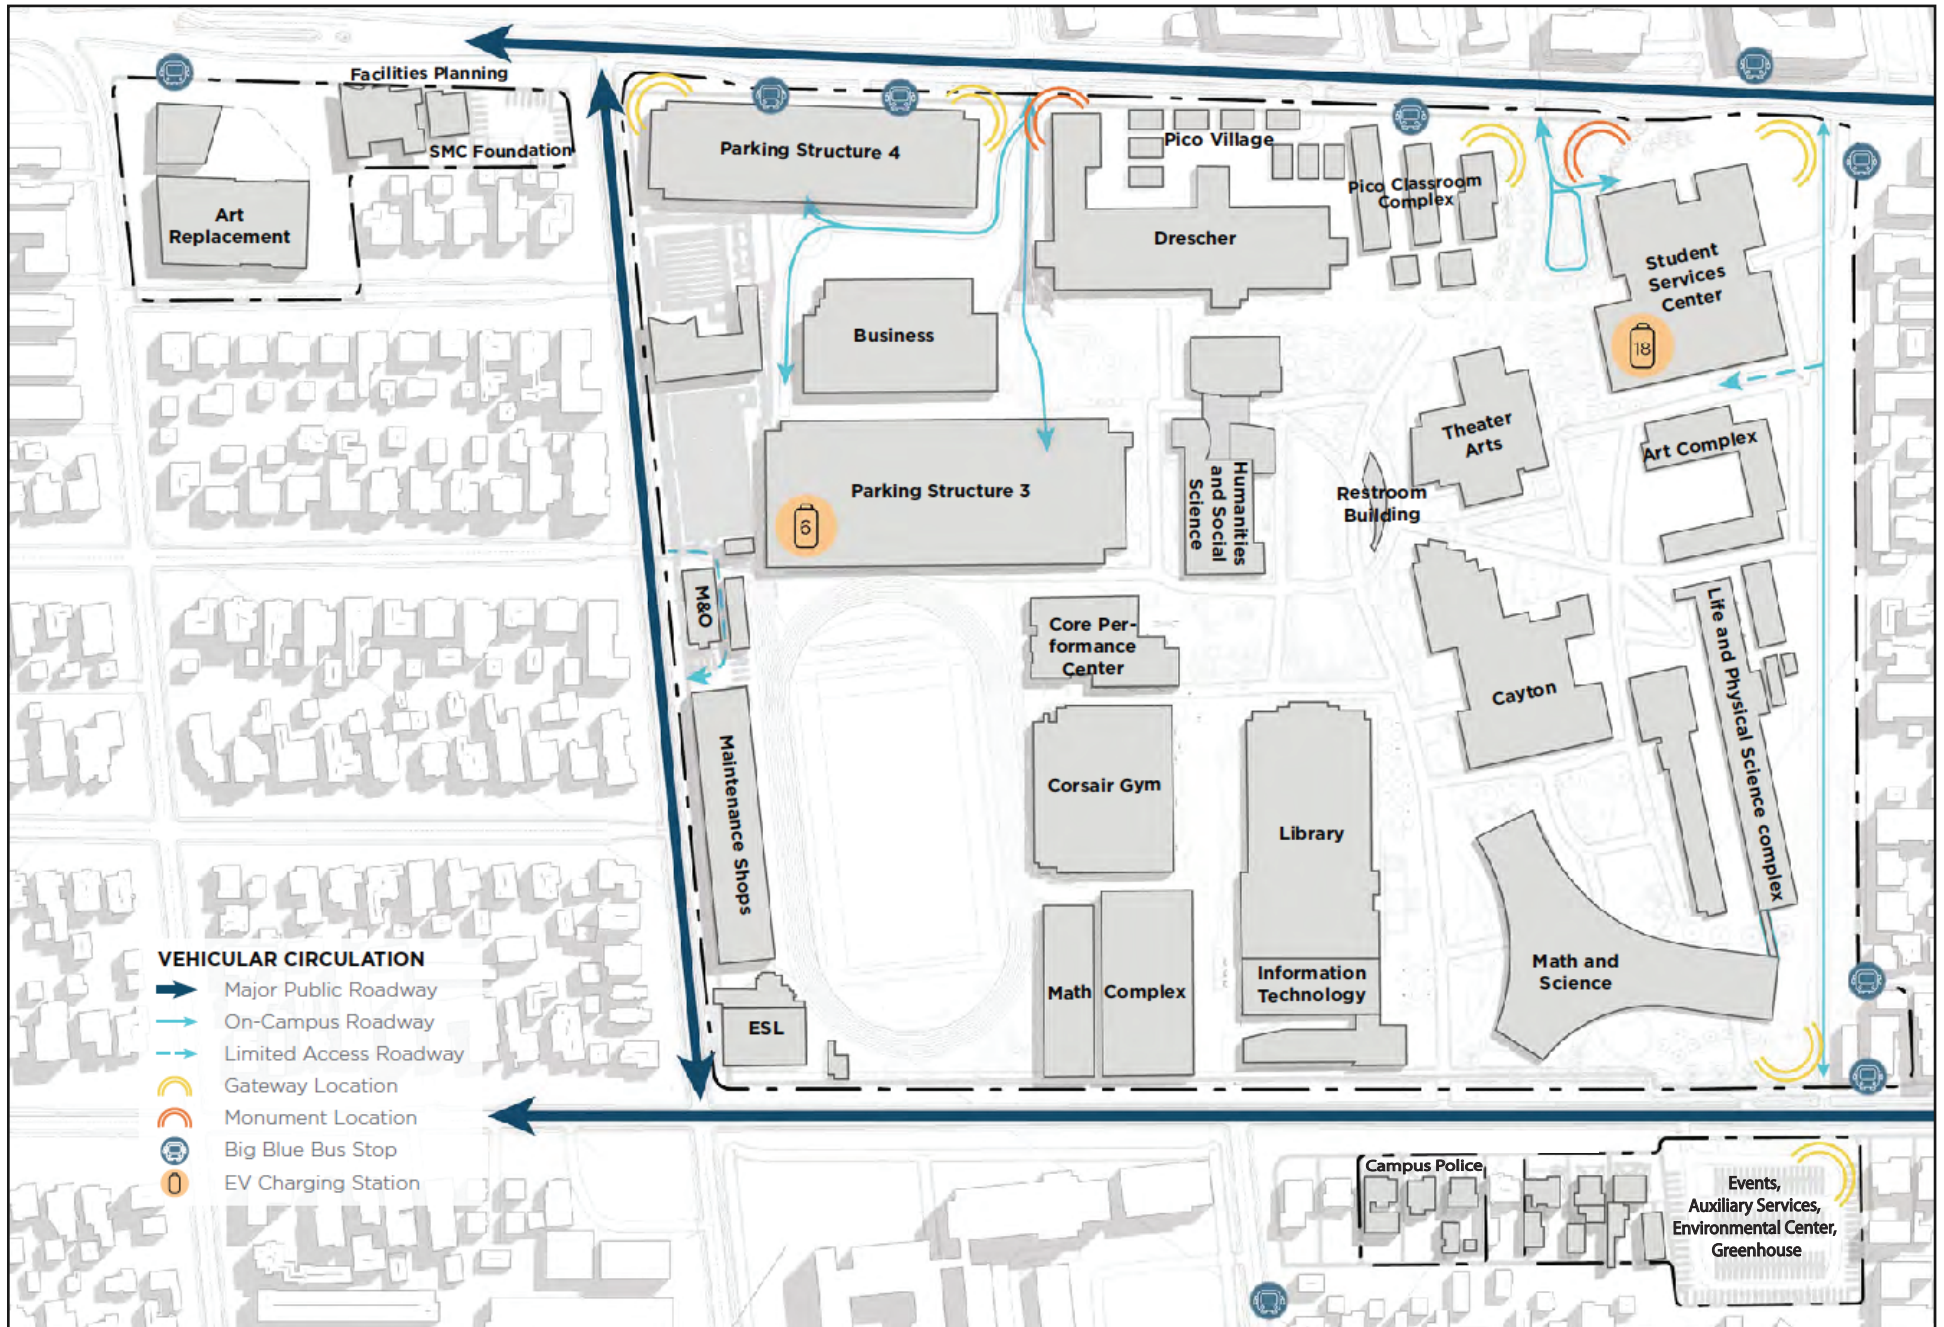 Facilities Planning
SMC Foundation
Art
Replacement
Parking Structure 4
Pico Village
Pico Classroom
Complex
Drescher
Student
Services
Center
18
Business
Theater
Arts
Art Complex
Parking Structure 3
6
Humanities
and Social
Science
Restroom
Building
M&O
Core Per-
formance
Center
Cayton
Life and Physical Science complex
Maintenance Shops
Corsair Gym
Library
Math Complex
Information
Technology
Math and
Science
ESL
VEHICULAR CIRCULATION
Major Public Roadway
On-Campus Roadway
Limited Access Roadway
Gateway Location
Monument Location
Big Blue Bus Stop
EV Charging Station
Campus Police
Events,
Auxiliary Services,
Environmental Center,
Greenhouse